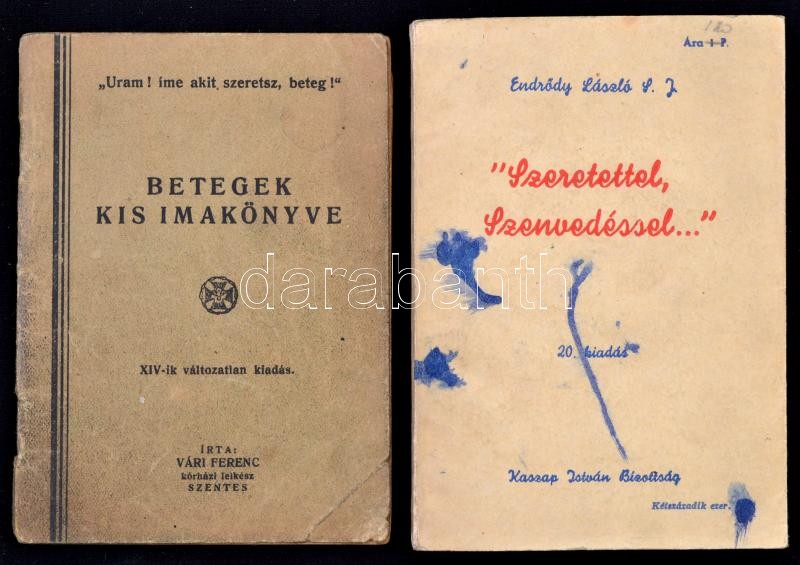 „Uram! íme akit szeretsz, beteg!"
BETEGEK
KIS IMAKÖNYVE
XIV-ik változatlan kiadás.
ÍRTA:
VÁRI FERENC
kórházi lelkész
SZENTES
180
Ára 1 P.
Endrődy László S. J.
"Szeretettel,
Szenvedéssel..."
20. kiadás
Kaszap István Bizottság
Kétszázadik ezer.
darabanth